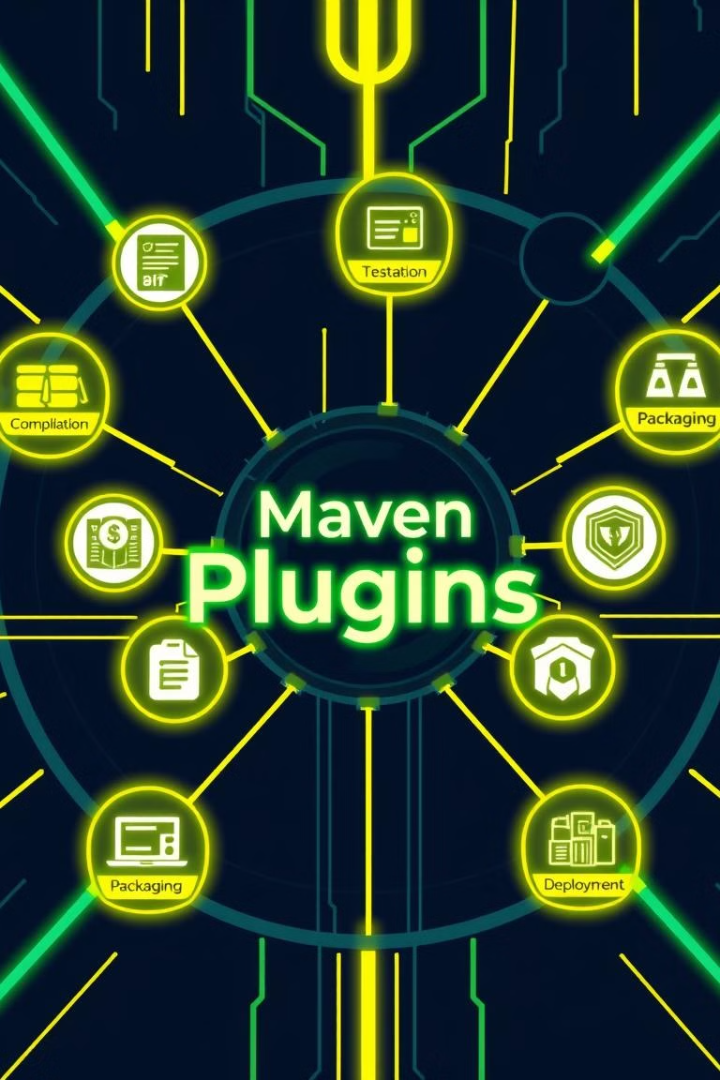 Testation
Compliation
Packaging
$
Maven
Plugins
Packaging
Deployment